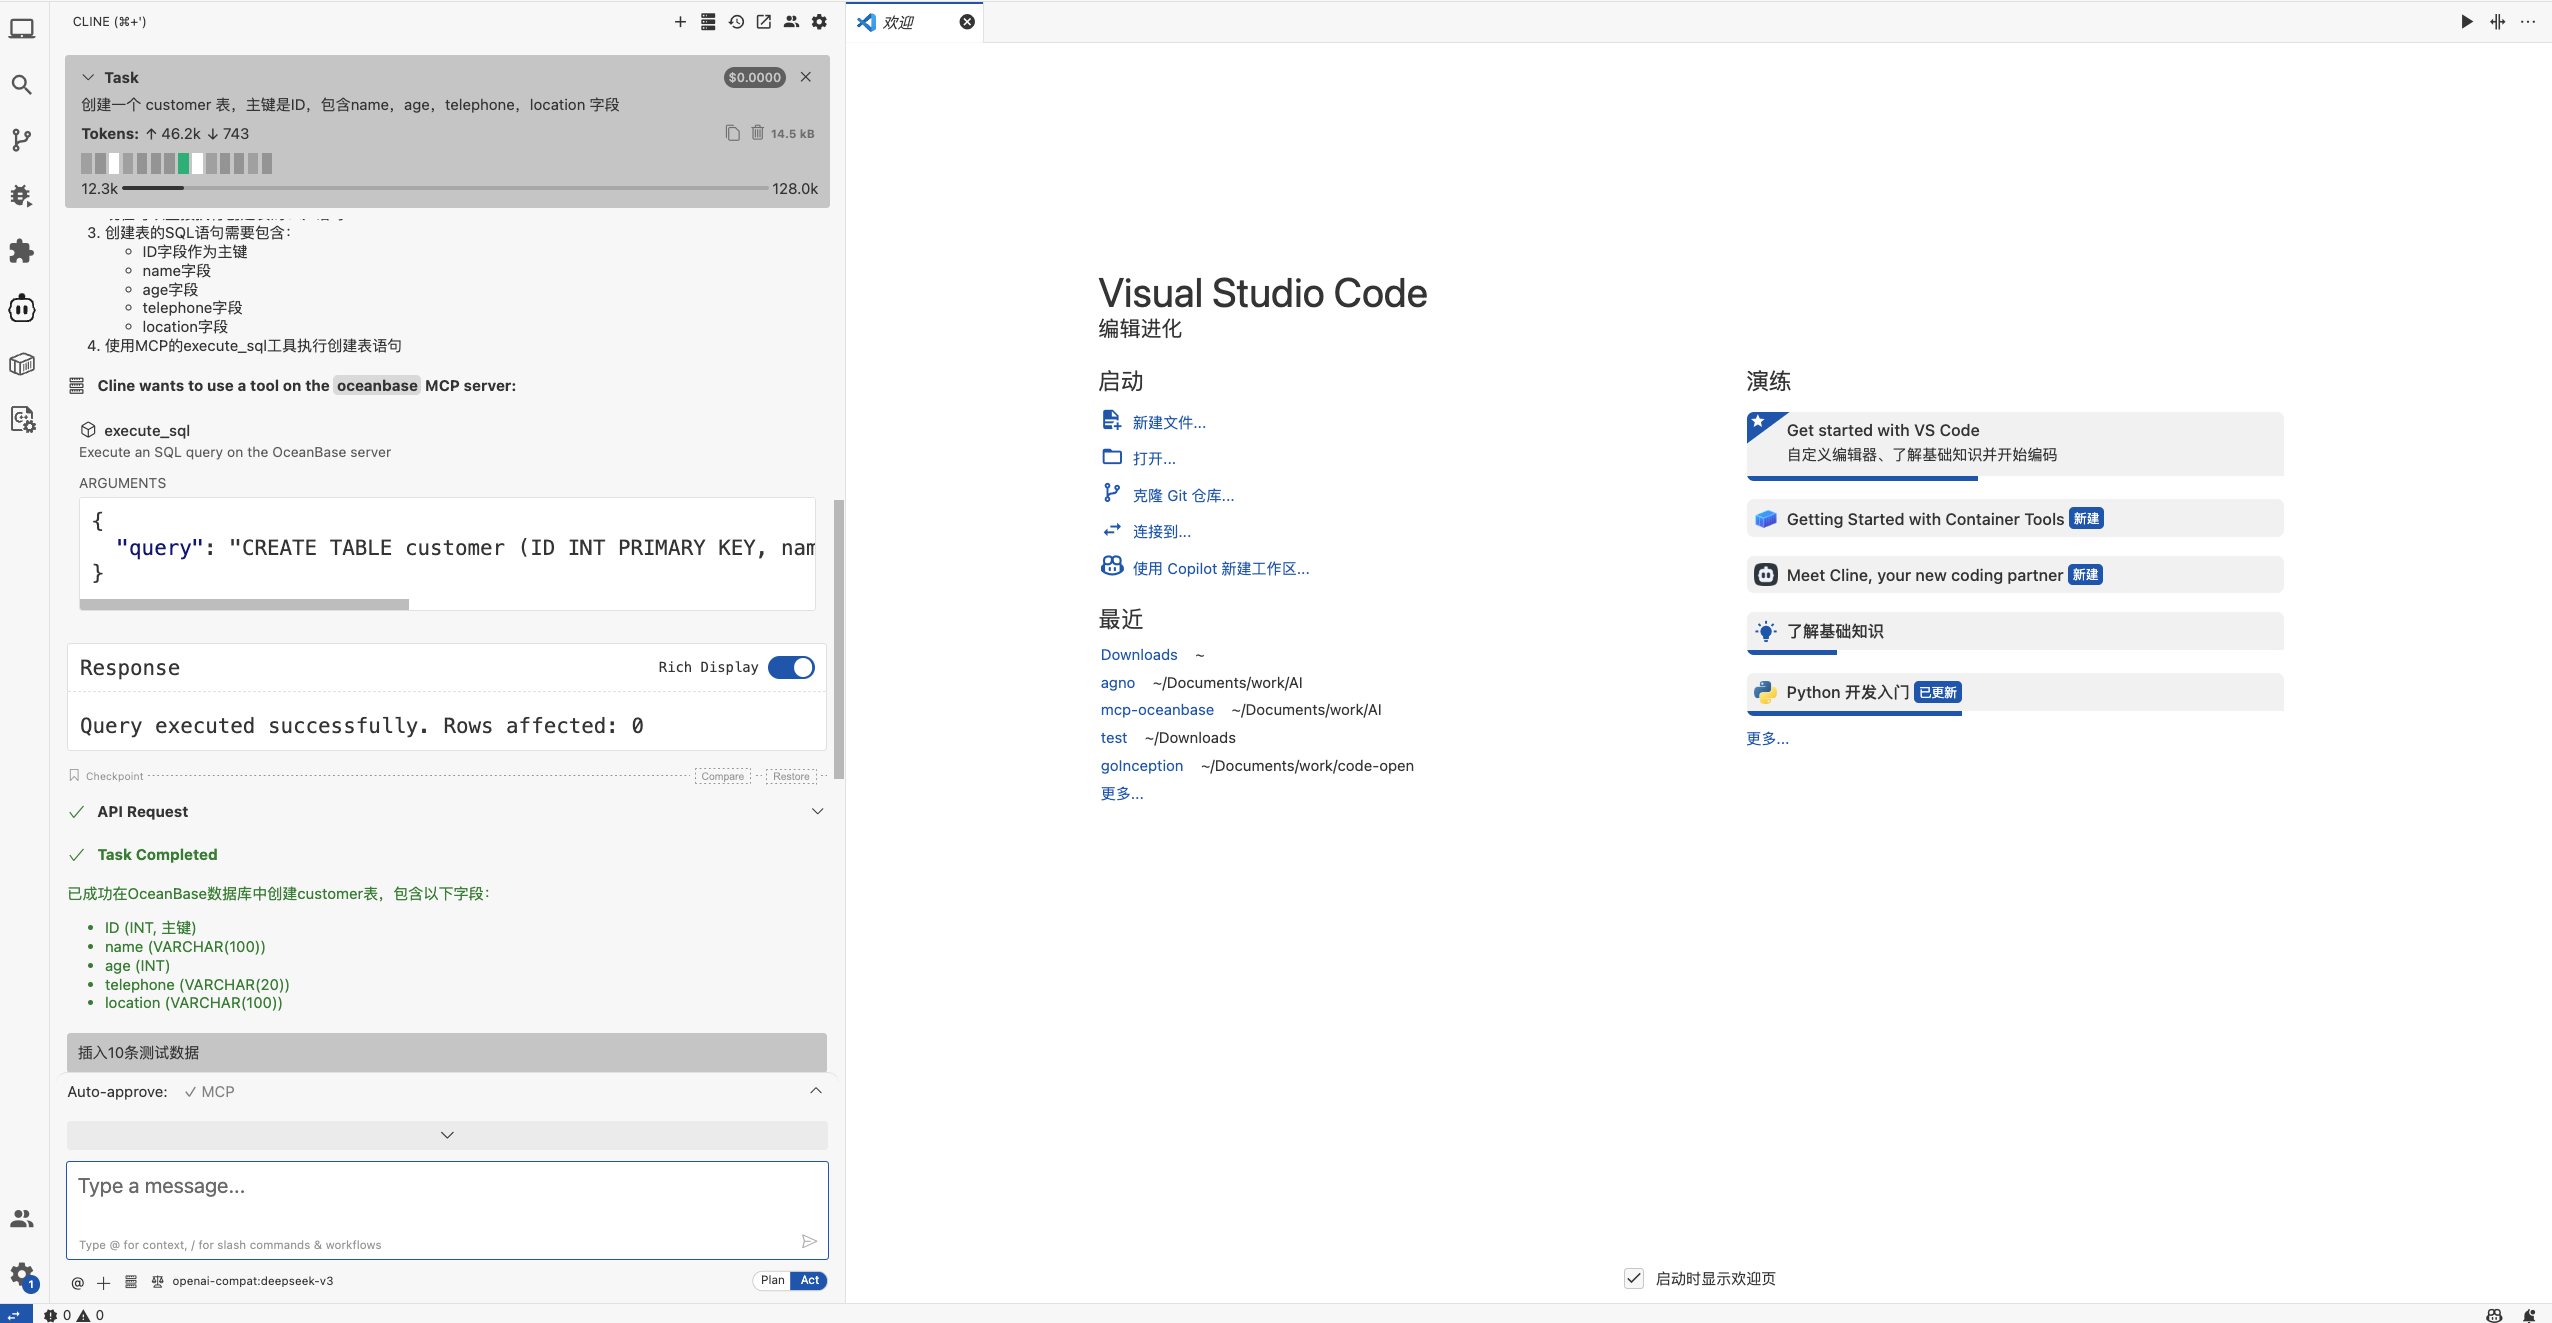 CLINE (⌘+')
Task
$0.0000
创建一个 customer 表，主键是ID，包含name，age，telephone，location 字段
Tokens: ↑ 46.2k ↓ 743
14.5 kB
12.3k
128.0k
3. 创建表的SQL语句需要包含：
ID字段作为主键
name字段
age字段
telephone字段
location字段
4. 使用MCP的execute_sql工具执行创建表语句
Cline wants to use a tool on the oceanbase MCP server:
execute_sql
Execute an SQL query on the OceanBase server
ARGUMENTS
{
"query": "CREATE TABLE customer (ID INT PRIMARY KEY, nam
}
Response
Rich Display
Query executed successfully. Rows affected: 0
Checkpoint
Compare
Restore
API Request
Task Completed
已成功在OceanBase数据库中创建customer表，包含以下字段：
ID (INT, 主键)
name (VARCHAR(100))
age (INT)
telephone (VARCHAR(20))
location (VARCHAR(100))
插入10条测试数据
Auto-approve: ✓ MCP
Type a message...
Type @ for context, / for slash commands & workflows
@
openai-compat:deepseek-v3
Plan
Act
1
0
0
欢迎
Visual Studio Code
编辑进化
启动
新建文件...
打开...
克隆 Git 仓库...
连接到...
使用 Copilot 新建工作区...
最近
Downloads ~
agno ~/Documents/work/AI
mcp-oceanbase ~/Documents/work/AI
test ~/Downloads
goInception ~/Documents/work/code-open
更多...
演练
Get started with VS Code
自定义编辑器、了解基础知识并开始编码
Getting Started with Container Tools 新建
Meet Cline, your new coding partner 新建
了解基础知识
Python 开发入门 已更新
更多...
启动时显示欢迎页